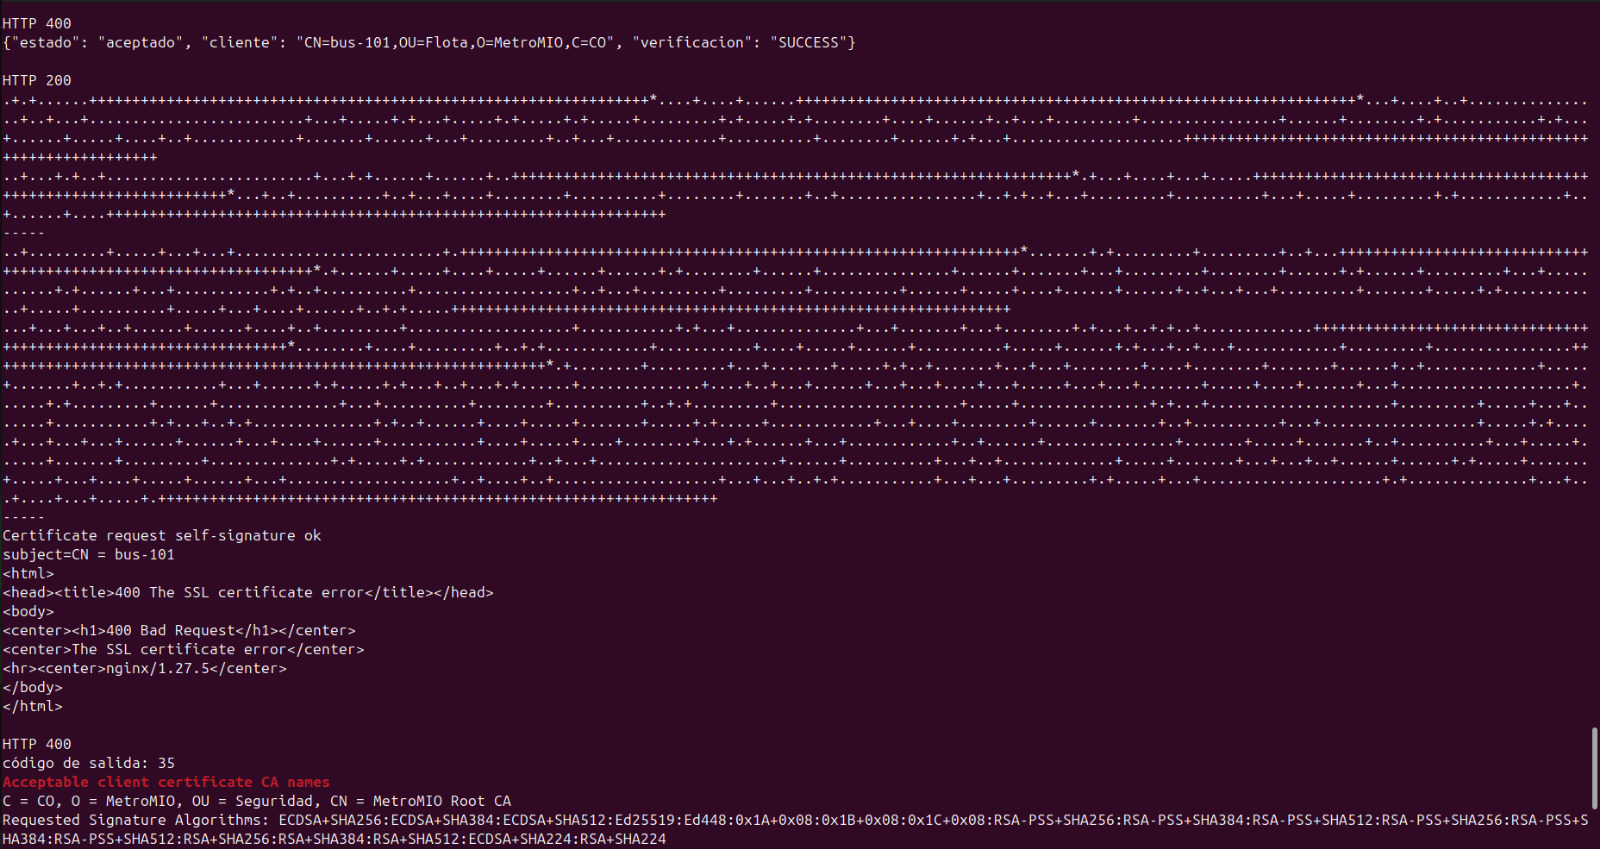 HTTP 400
{"estado": "aceptado", "cliente": "CN=bus-101,OU=Flota,O=MetroMIO,C=CO", "verificacion": "SUCCESS"}
HTTP 200
-----
-----
Certificate request self-signature ok
subject=CN = bus-101
<html>
<head><title>400 The SSL certificate error</title></head>
<body>
<center><h1>400 Bad Request</h1></center>
<center>The SSL certificate error</center>
<hr><center>nginx/1.27.5</center>
</body>
</html>
HTTP 400
código de salida: 35
Acceptable client certificate CA names
C = CO, O = MetroMIO, OU = Seguridad, CN = MetroMIO Root CA
Requested Signature Algorithms: ECDSA+SHA256:ECDSA+SHA384:ECDSA+SHA512:Ed25519:Ed448:0x1A+0x08:0x1B+0x08:0x1C+0x08:RSA-PSS+SHA256:RSA-PSS+SHA384:RSA-PSS+SHA512:RSA-PSS+SHA256:RSA-PSS+S
HA384:RSA-PSS+SHA512:RSA+SHA256:RSA+SHA384:RSA+SHA512:ECDSA+SHA224:RSA+SHA224